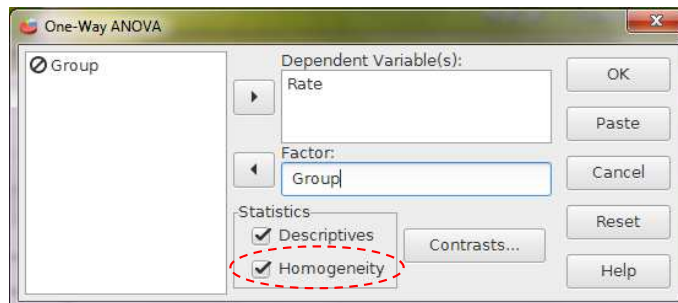 One-Way ANOVA
Group
Dependent Variable(s):
Rate
Factor:
Group
Statistics
Descriptives
Homogeneity
Contrasts...
OK
Paste
Cancel
Reset
Help